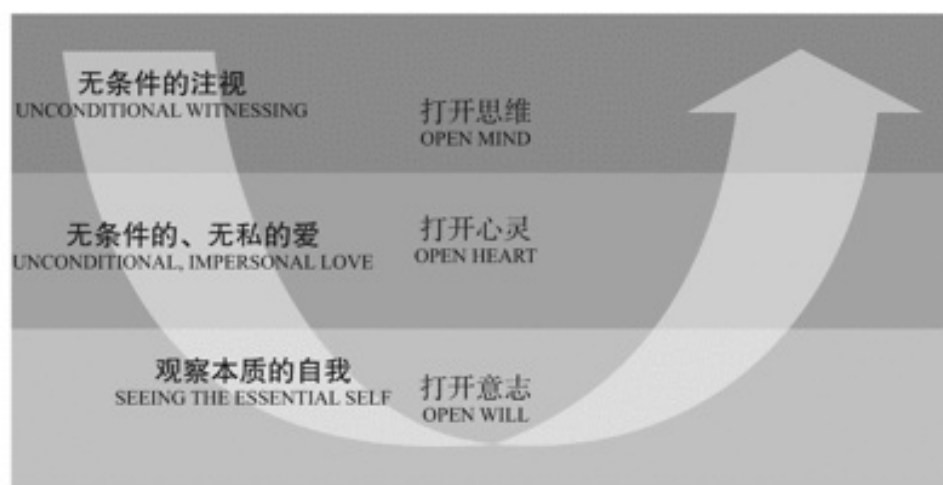 无条件的注视
UNCONDITIONAL WITNESSING
打开思维
OPEN MIND
无条件的、无私的爱
UNCONDITIONAL, IMPERSONAL LOVE
打开心灵
OPEN HEART
观察本质的自我
SEEING THE ESSENTIAL SELF
打开意志
OPEN WILL